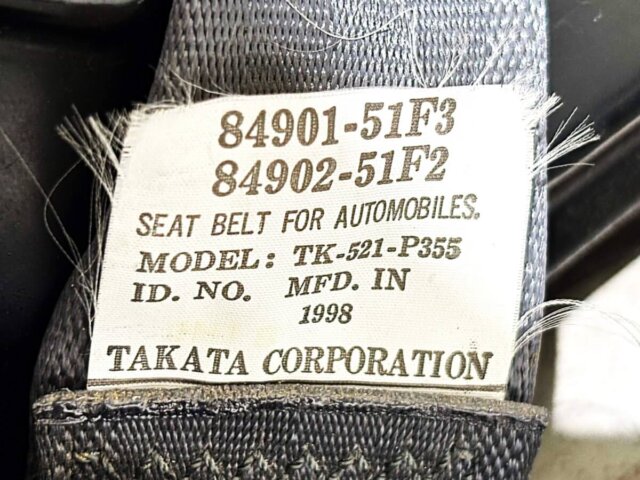 84901-51F3
84902-51F2
SEAT BELT FOR AUTOMOBILES.
MODEL: TK-521-P355
ID. NO. MFD. IN
1998
TAKATA CORPORATION